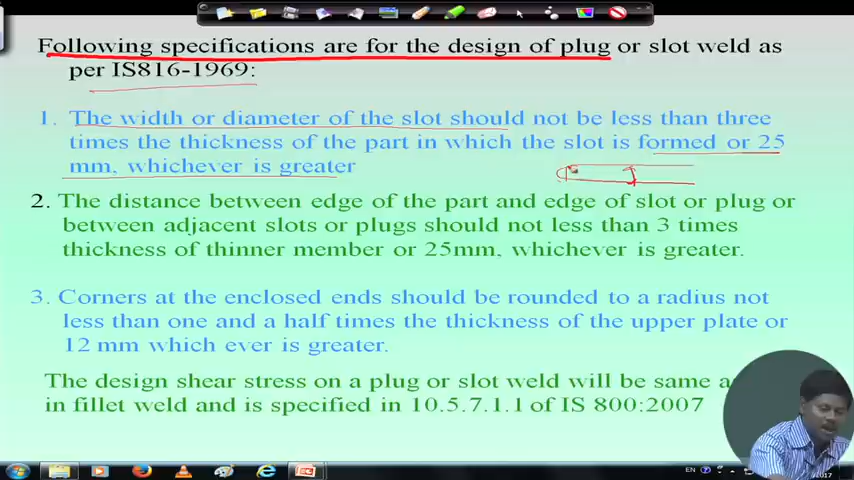 Following specifications are for the design of plug or slot weld as
per IS816-1969:
1. The width or diameter of the slot should not be less than three
times the thickness of the part in which the slot is formed or 25
mm, whichever is greater
2. The distance between edge of the part and edge of slot or plug or
between adjacent slots or plugs should not less than 3 times
thickness of thinner member or 25mm, whichever is greater.
3. Corners at the enclosed ends should be rounded to a radius not
less than one and a half times the thickness of the upper plate or
12 mm which ever is greater.
The design shear stress on a plug or slot weld will be same
in fillet weld and is specified in 10.5.7.1.1 of IS 800:2007
EN